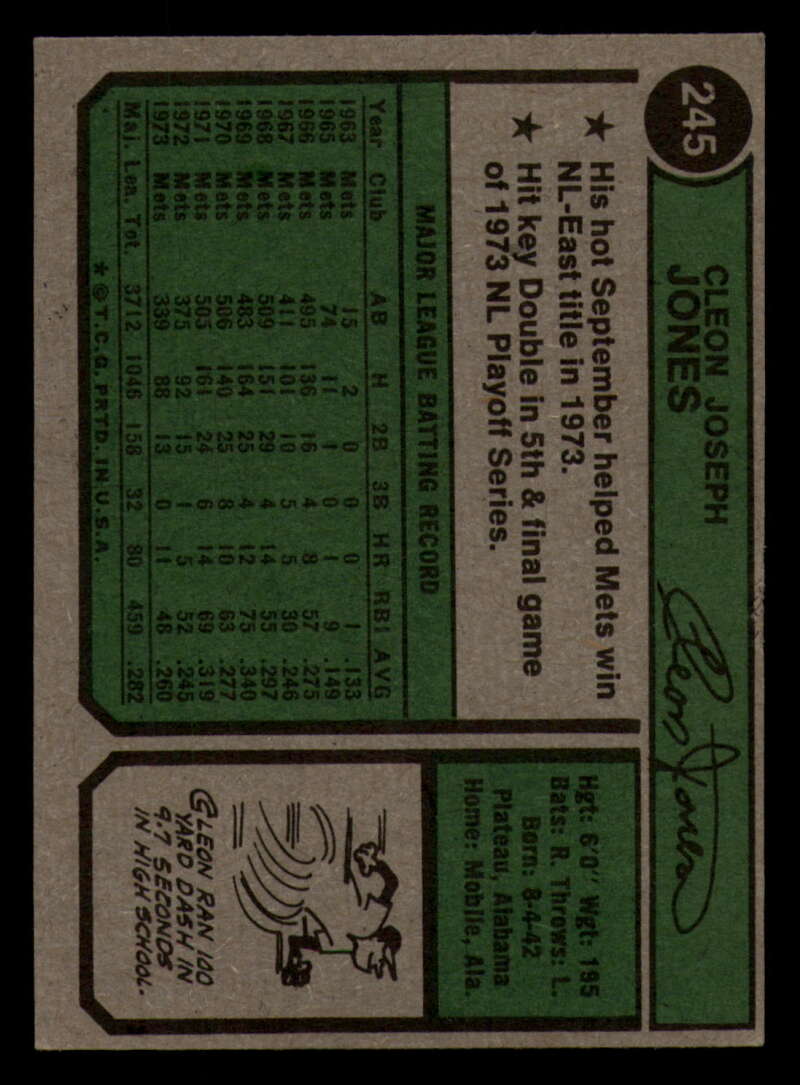 245
CLEON JOSEPH
JONES
Cleon Jones
★ His hot September helped Mets win
NL-East title in 1973.
★ Hit key Double in 5th & final game
of 1973 NL Playoff Series.
Hgt: 6'0" Wgt: 195
Bats: R. Throws: L.
Born: 8-4-42
Plateau, Alabama
Home: Mobile, Ala.
MAJOR LEAGUE BATTING RECORD
Year Club AB H 2B 3B HR RBI AVG
1963 Mets 15 2 0 0 0 1 .133
1965 Mets 74 11 1 0 1 9 .149
1966 Mets 495 136 16 4 8 57 .275
1967 Mets 411 101 10 5 5 30 .246
1968 Mets 509 151 29 4 14 55 .297
1969 Mets 483 164 25 4 12 75 .340
1970 Mets 506 140 25 8 10 63 .277
1971 Mets 505 161 24 6 14 69 .319
1972 Mets 375 92 15 1 5 52 .245
1973 Mets 339 88 13 0 11 48 .260
Maj. Lea. Tot. 3712 1046 158 32 80 459 .282
* © T.C.G. PRTD. IN U.S.A.
CLEON RAN 100
YARD DASH IN
9.7 SECONDS
IN HIGH SCHOOL.